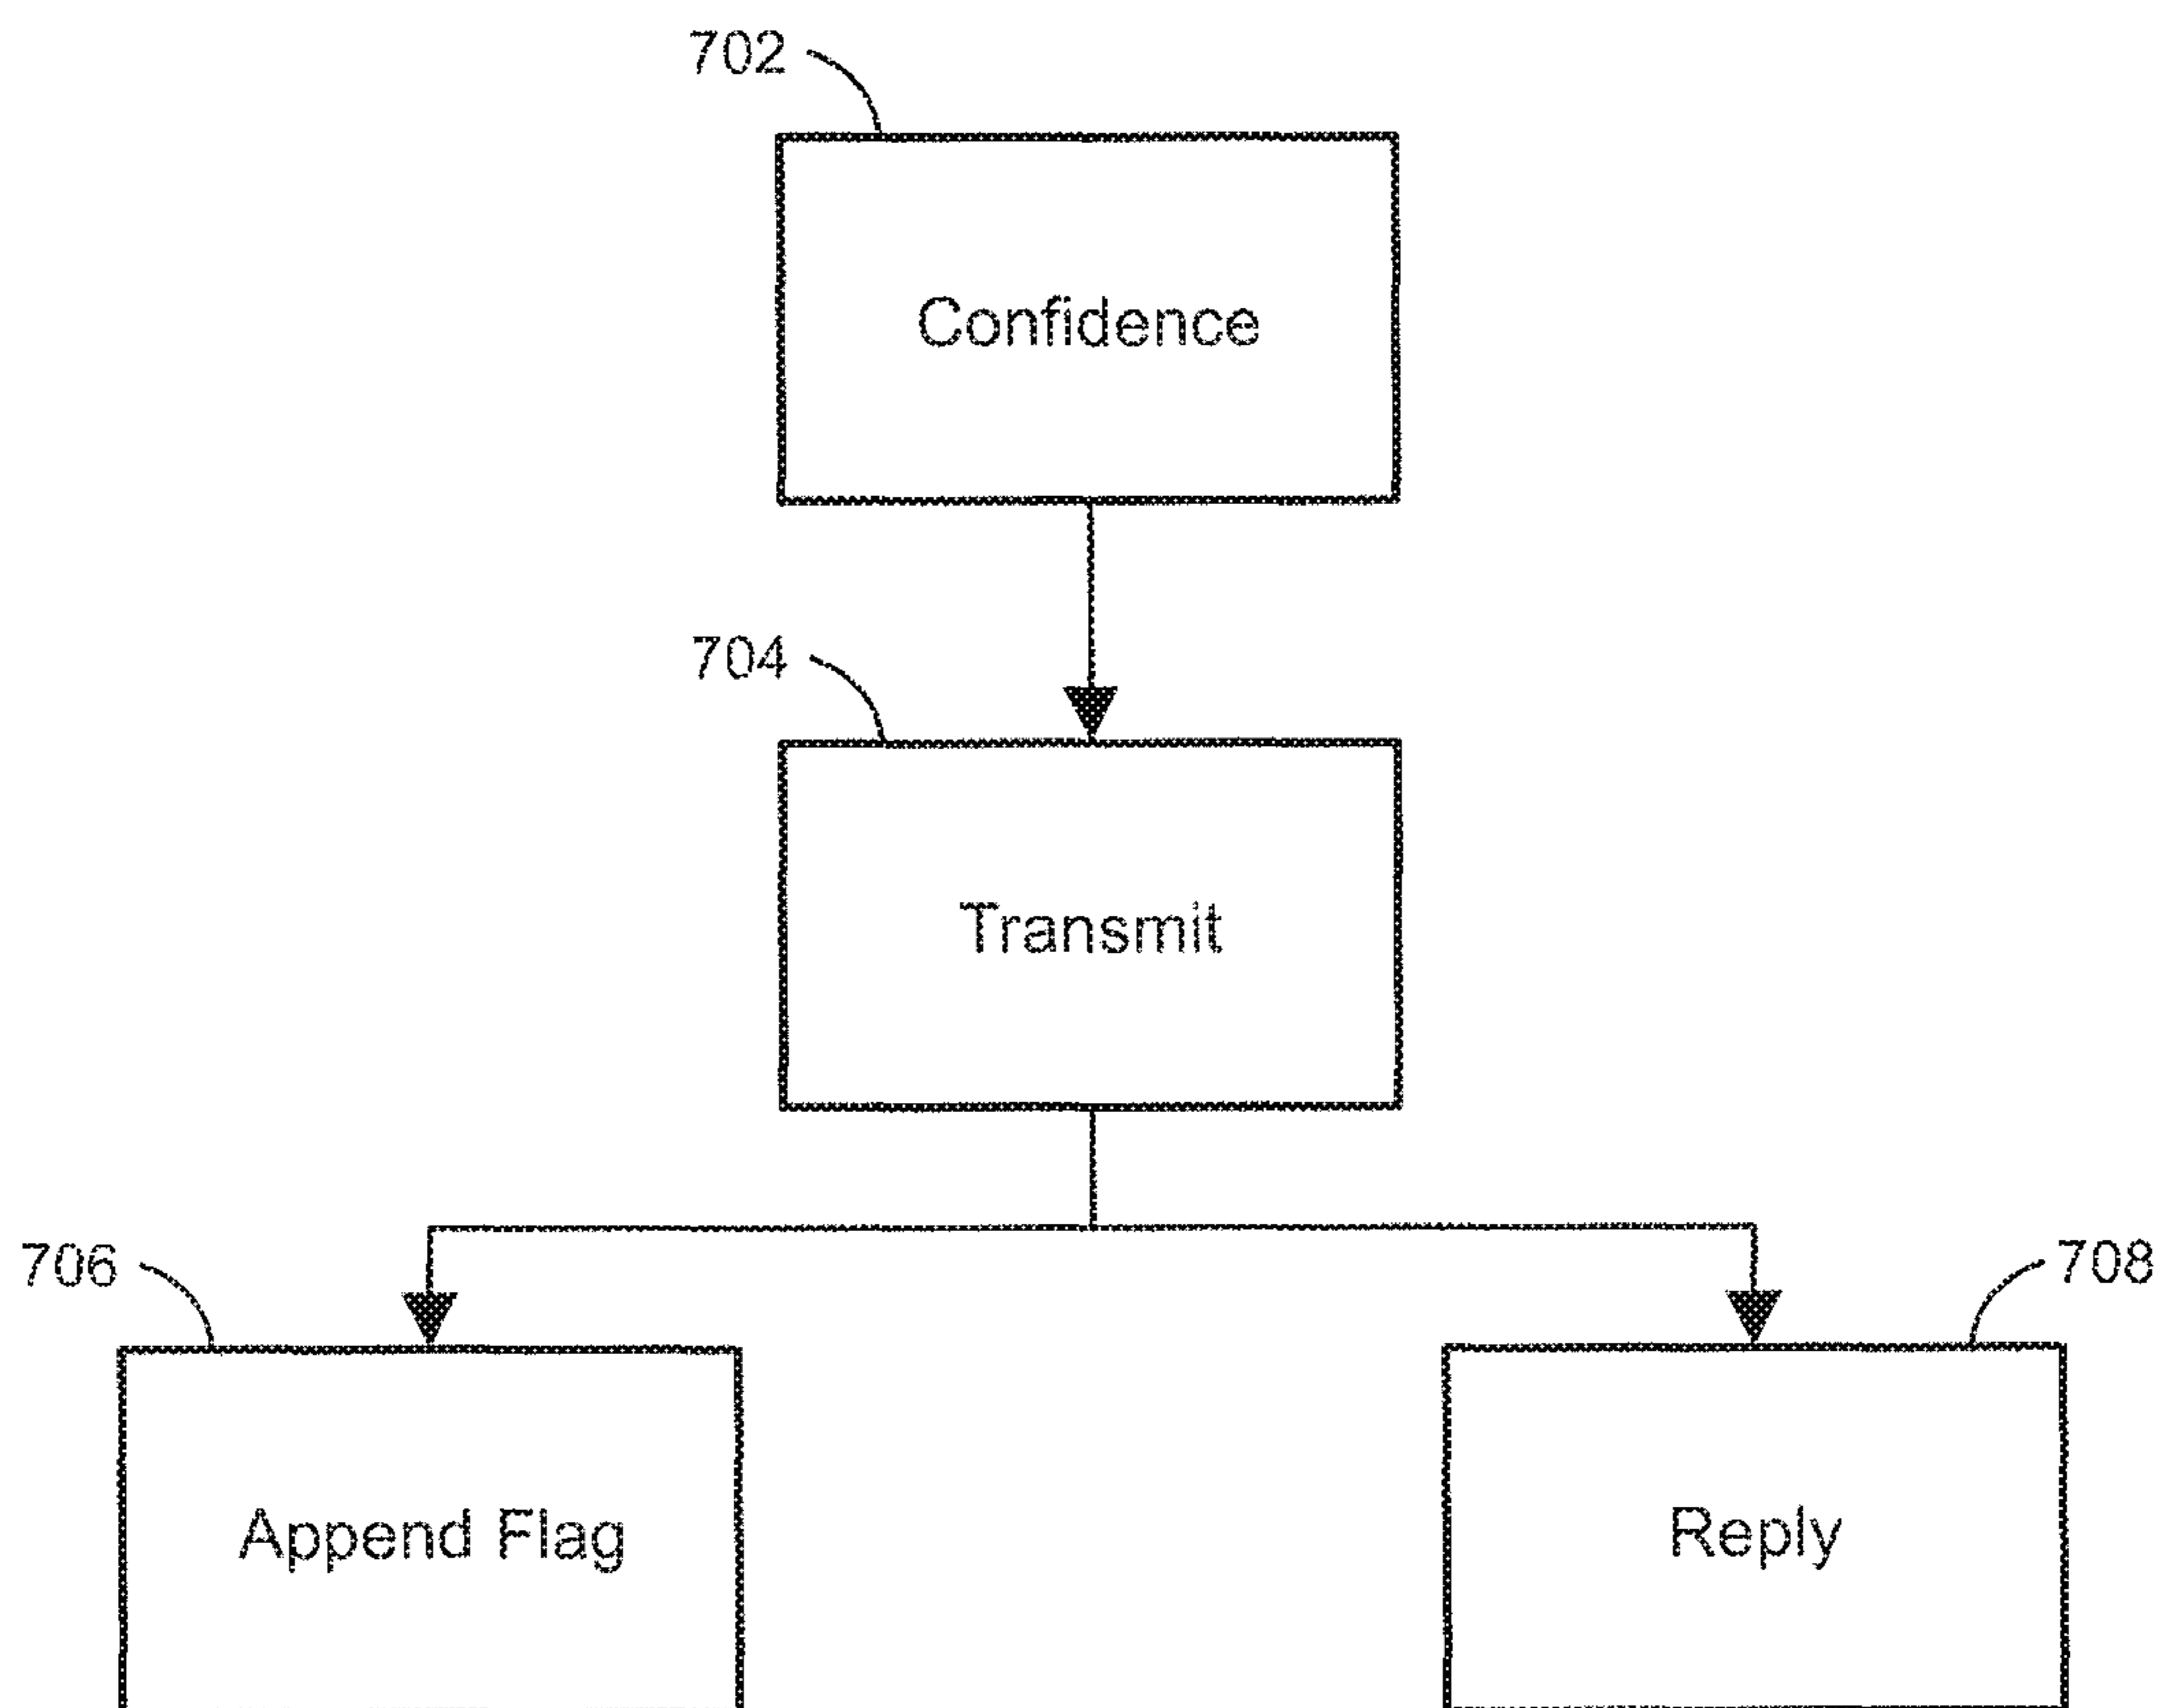 702
Confidence
704
Transmit
706
708
Append Flag
Reply